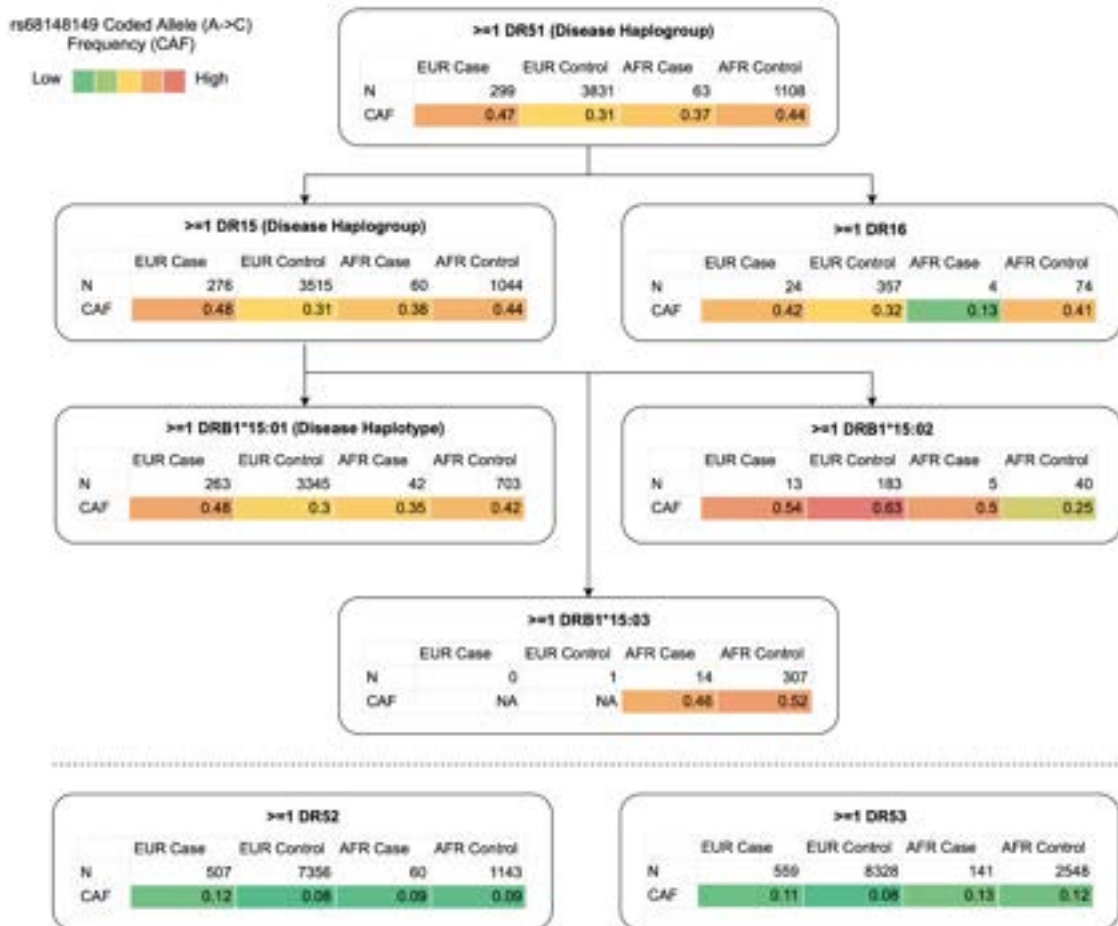 rs68148149 Coded Allele (A->C)
Frequency (CAF)
Low High
>=1 DR51 (Disease Haplogroup)
EUR Case EUR Control AFR Case AFR Control
N 299 3831 63 1108
CAF 0.47 0.31 0.37 0.44
>=1 DR15 (Disease Haplogroup)
EUR Case EUR Control AFR Case AFR Control
N 276 3515 60 1044
CAF 0.48 0.31 0.38 0.44
>=1 DR16
EUR Case EUR Control AFR Case AFR Control
N 24 357 4 74
CAF 0.42 0.32 0.13 0.41
>=1 DRB1*15:01 (Disease Haplotype)
EUR Case EUR Control AFR Case AFR Control
N 263 3345 42 703
CAF 0.48 0.3 0.35 0.42
>=1 DRB1*15:02
EUR Case EUR Control AFR Case AFR Control
N 13 183 5 40
CAF 0.54 0.63 0.5 0.25
>=1 DRB1*15:03
EUR Case EUR Control AFR Case AFR Control
N 0 1 14 307
CAF NA NA 0.46 0.52
>=1 DR52
EUR Case EUR Control AFR Case AFR Control
N 507 7356 60 1143
CAF 0.12 0.08 0.09 0.09
>=1 DR53
EUR Case EUR Control AFR Case AFR Control
N 559 8328 141 2548
CAF 0.11 0.08 0.13 0.12